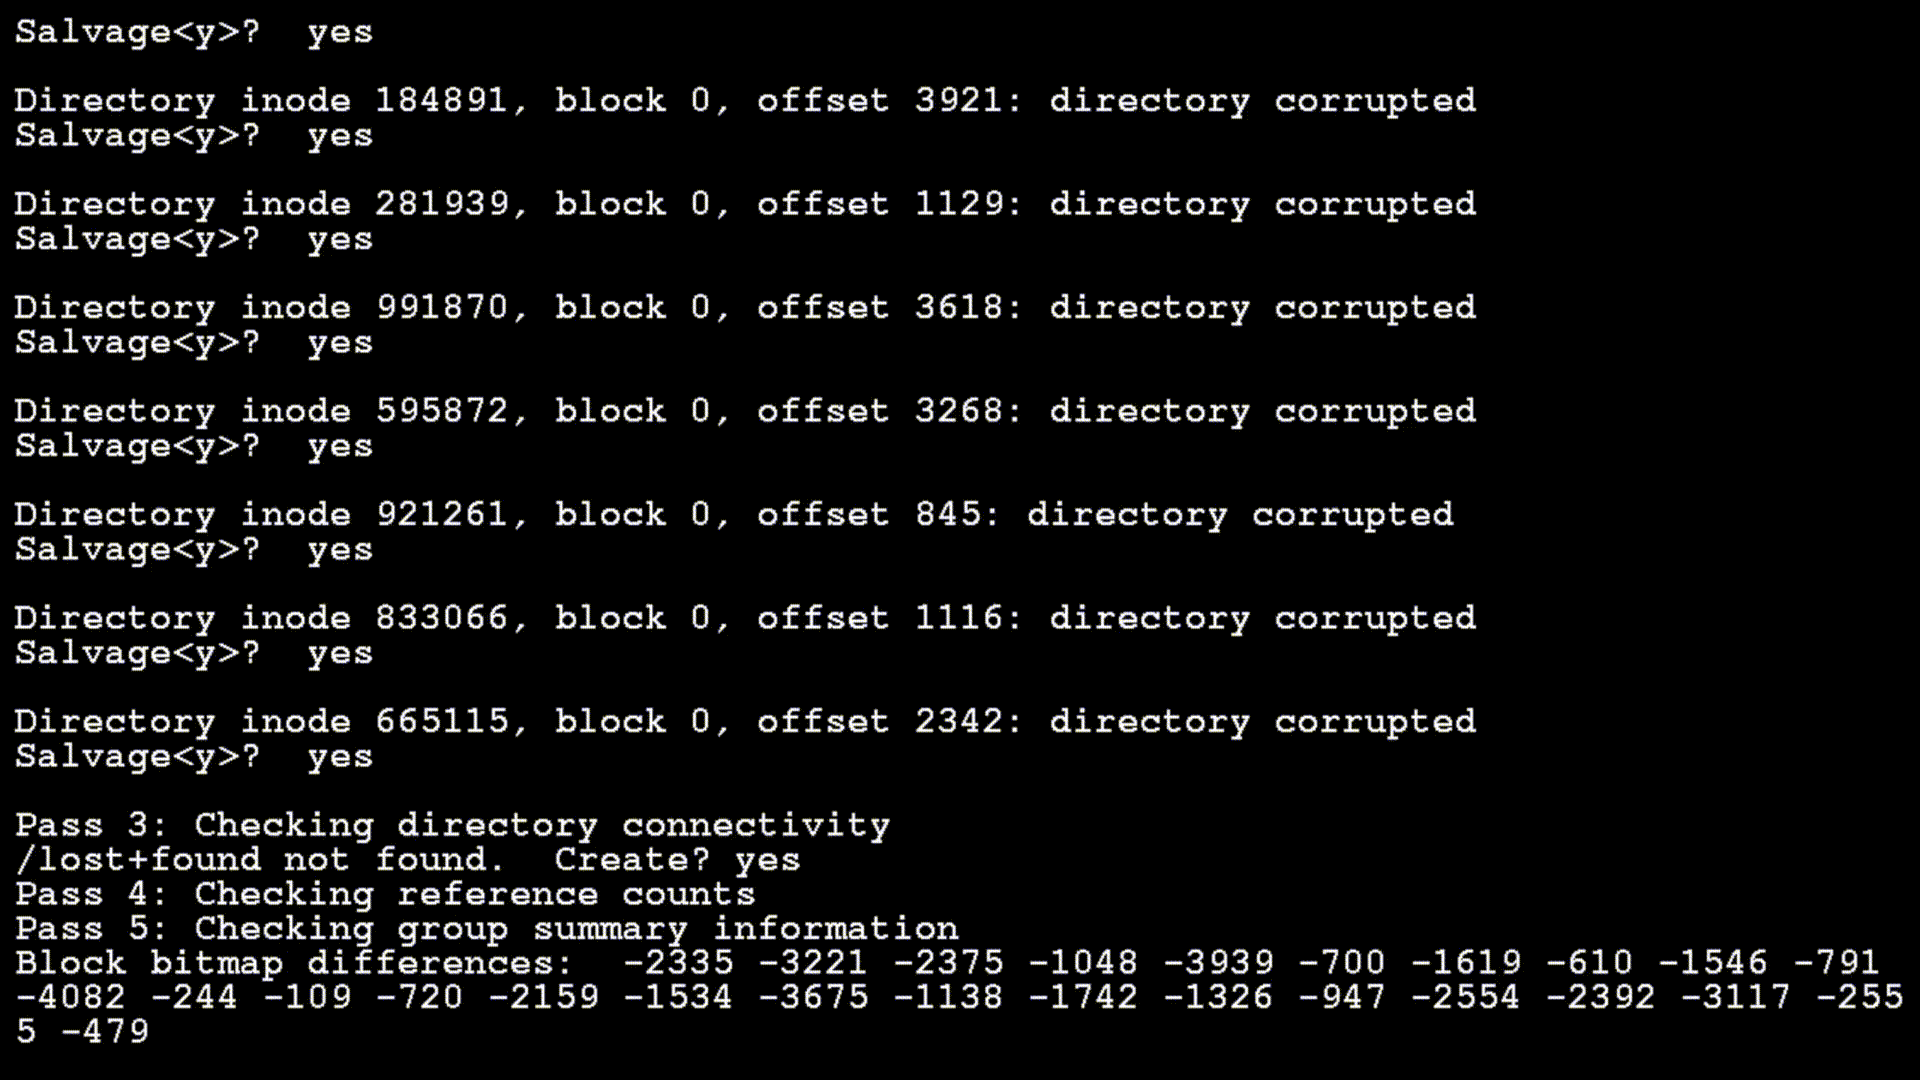 Salvage<y>?  yes
Directory inode 184891, block 0, offset 3921: directory corrupted
Salvage<y>?  yes
Directory inode 281939, block 0, offset 1129: directory corrupted
Salvage<y>?  yes
Directory inode 991870, block 0, offset 3618: directory corrupted
Salvage<y>?  yes
Directory inode 595872, block 0, offset 3268: directory corrupted
Salvage<y>?  yes
Directory inode 921261, block 0, offset 845: directory corrupted
Salvage<y>?  yes
Directory inode 833066, block 0, offset 1116: directory corrupted
Salvage<y>?  yes
Directory inode 665115, block 0, offset 2342: directory corrupted
Salvage<y>?  yes
Pass 3: Checking directory connectivity
/lost+found not found.  Create? yes
Pass 4: Checking reference counts
Pass 5: Checking group summary information
Block bitmap differences:  -2335 -3221 -2375 -1048 -3939 -700 -1619 -610 -1546 -791
-4082 -244 -109 -720 -2159 -1534 -3675 -1138 -1742 -1326 -947 -2554 -2392 -3117 -255
5 -479